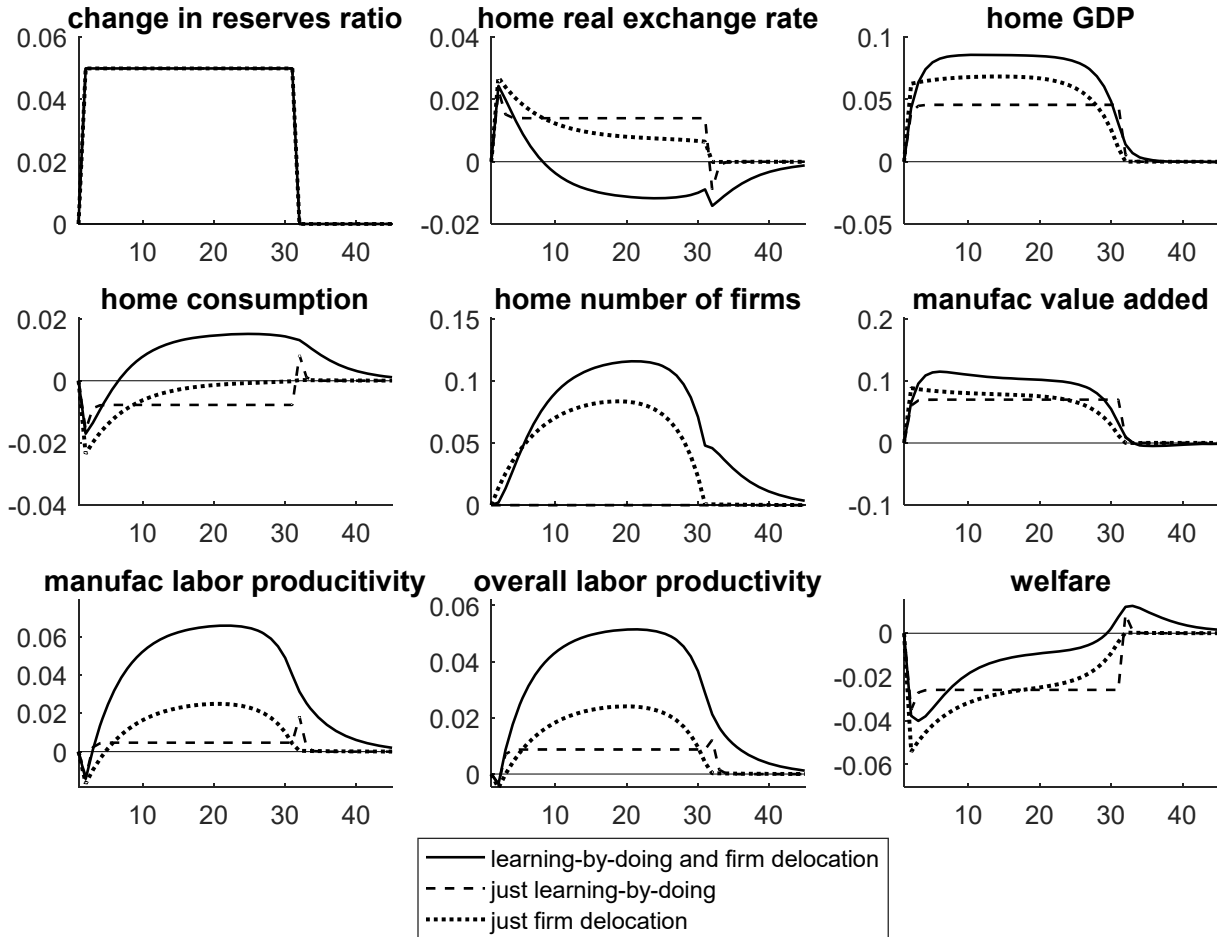 change in reserves ratio
0.06
0.04
0.02
0
10 20 30 40
home real exchange rate
0.04
0.02
0
-0.02
10 20 30 40
home GDP
0.1
0.05
0
-0.05
10 20 30 40
home consumption
0.02
0
-0.02
-0.04
10 20 30 40
home number of firms
0.15
0.1
0.05
0
10 20 30 40
manufac value added
0.2
0.1
0
-0.1
10 20 30 40
manufac labor producitivity
0.06
0.04
0.02
0
10 20 30 40
overall labor productivity
0.06
0.04
0.02
0
10 20 30 40
welfare
0
-0.02
-0.04
-0.06
10 20 30 40
learning-by-doing and firm delocation
just learning-by-doing
just firm delocation